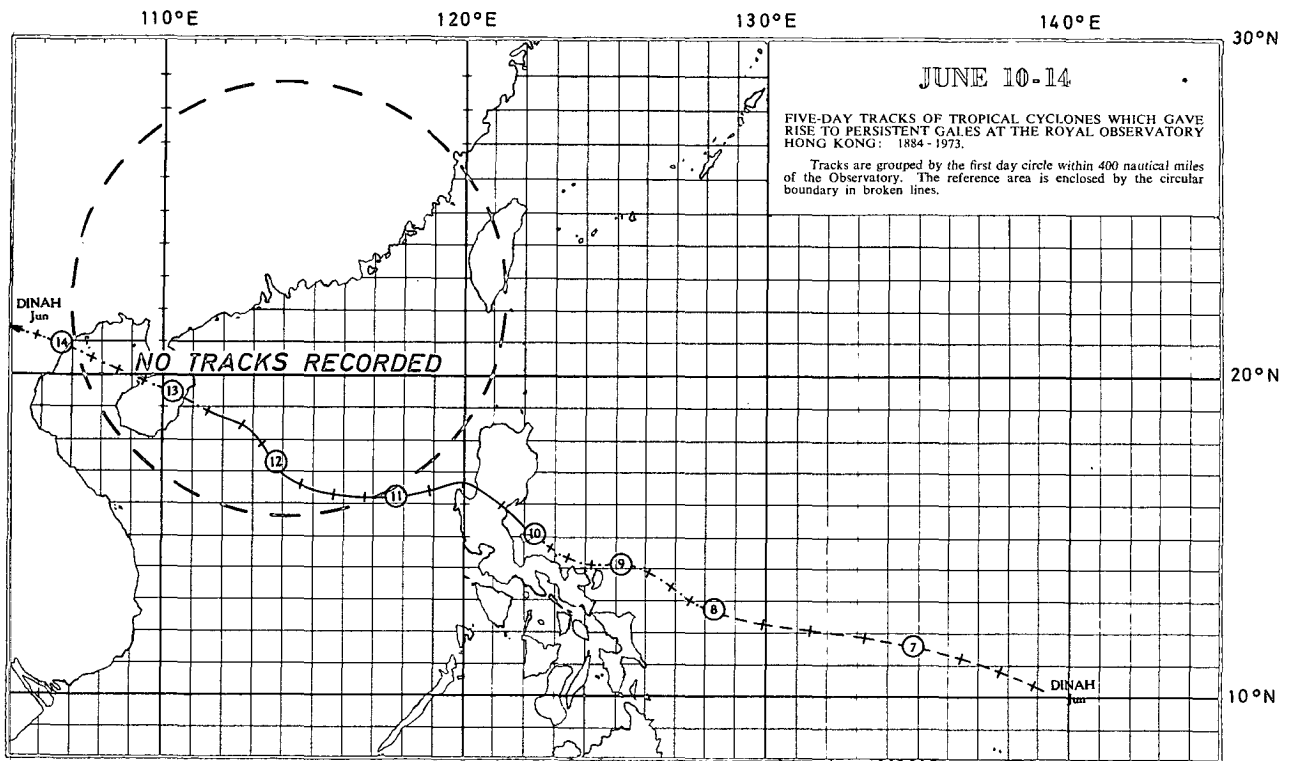 110°E 120°E 130°E 140°E
30°N
JUNE 10-14
FIVE-DAY TRACKS OF TROPICAL CYCLONES WHICH GAVE
RISE TO PERSISTENT GALES AT THE ROYAL OBSERVATORY
HONG KONG: 1884-1973.
Tracks are grouped by the first day circle within 400 nautical miles
of the Observatory. The reference area is enclosed by the circular
boundary in broken lines.
DINAH
Jun
14
NO TRACKS RECORDED
20°N
13
12
11
10
9
8
7
DINAH
Jun
10°N